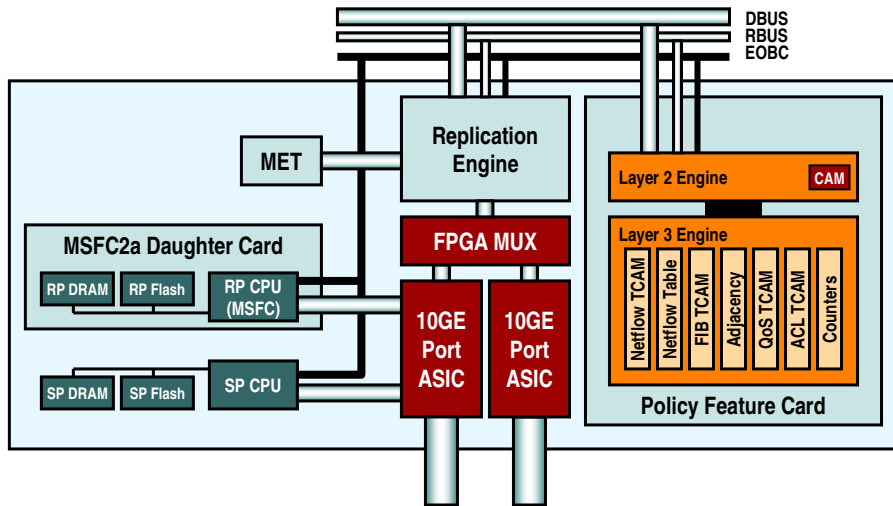 DBUS
RBUS
EOBC
Replication
Engine
MET
Layer 2 Engine
CAM
MSFC2a Daughter Card
FPGA MUX
Layer 3 Engine
RP DRAM
RP Flash
RP CPU
(MSFC)
10GE
Port
ASIC
10GE
Port
ASIC
Netflow TCAM
Netflow Table
FIB TCAM
Adjacency
QoS TCAM
ACL TCAM
Counters
SP DRAM
SP Flash
SP CPU
Policy Feature Card